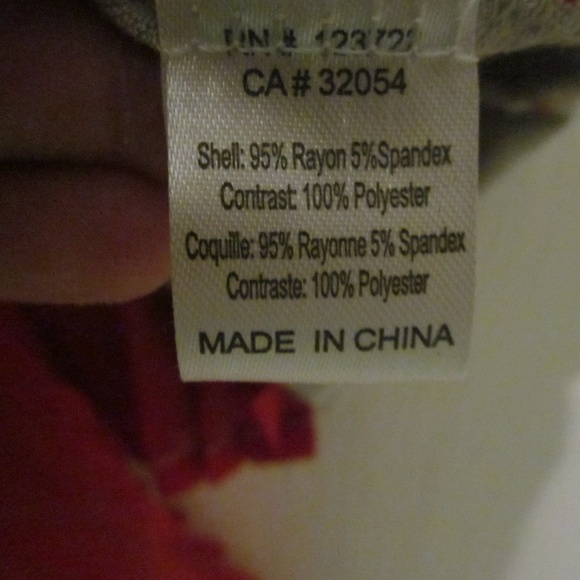 RN #
CA# 32054
Shell: 95% Rayon 5%Spandex
Contrast: 100% Polyester
Coquille: 95% Rayonne 5% Spandex
Contraste: 100% Polyester
MADE IN CHINA